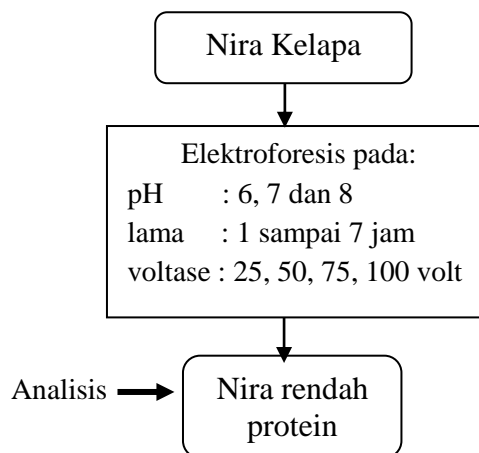 Nira Kelapa
Elektroforesis pada:
pH : 6, 7 dan 8
lama : 1 sampai 7 jam
voltase : 25, 50, 75, 100 volt
Analisis
Nira rendah
protein